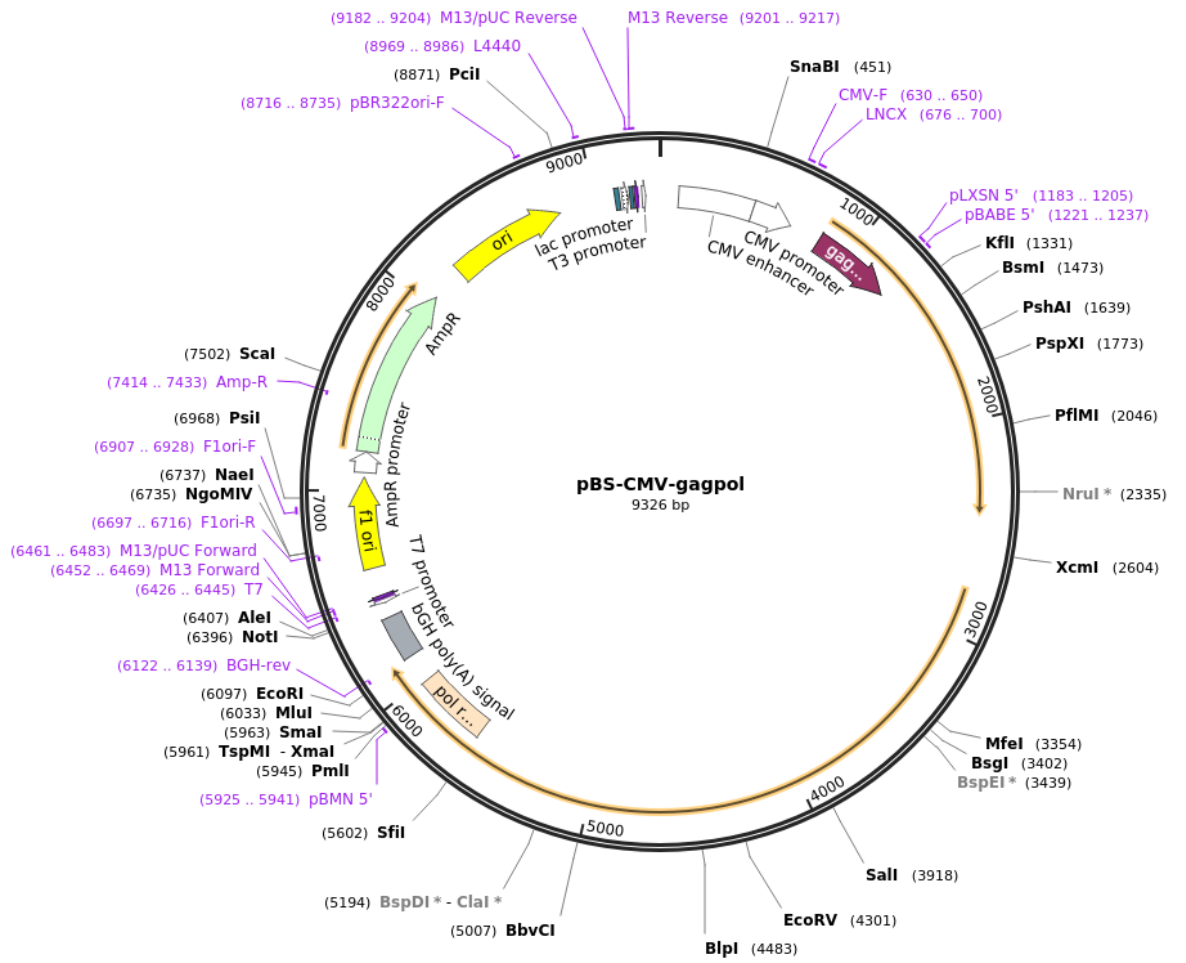 (9182 .. 9204) M13/pUC Reverse
M13 Reverse (9201 .. 9217)
(8969 .. 8986) L4440
(8871) PciI
(8716 .. 8735) pBR322ori-F
SnaBI (451)
CMV-F (630 .. 650)
LNCX (676 .. 700)
pLXSN 5' (1183 .. 1205)
pBABE 5' (1221 .. 1237)
KflI (1331)
BsmI (1473)
PshAI (1639)
PspXI (1773)
PflMI (2046)
NruI * (2335)
XcmI (2604)
MfeI (3354)
BsgI (3402)
BspEI * (3439)
SalI (3918)
EcoRV (4301)
BlpI (4483)
(5007) BbvCI
(5194) BspDI * - ClaI *
(5602) SfiI
(5925 .. 5941) pBMN 5'
(5945) PmlI
(5961) TspMI - XmaI
(5963) SmaI
(6033) MluI
(6097) EcoRI
(6122 .. 6139) BGH-rev
(6396) NotI
(6407) AleI
(6426 .. 6445) T7
(6452 .. 6469) M13 Forward
(6461 .. 6483) M13/pUC Forward
(6697 .. 6716) F1ori-R
(6735) NgoMIV
(6737) NaeI
(6907 .. 6928) F1ori-F
(6968) PsiI
(7414 .. 7433) Amp-R
(7502) ScaI
1000
2000
3000
4000
5000
6000
7000
8000
9000
ori
lac promoter
T3 promoter
CMV promoter
CMV enhancer
gag...
AmpR
AmpR promoter
f1 ori
T7 promoter
bGH poly(A) signal
pol r...
pBS-CMV-gagpol
9326 bp